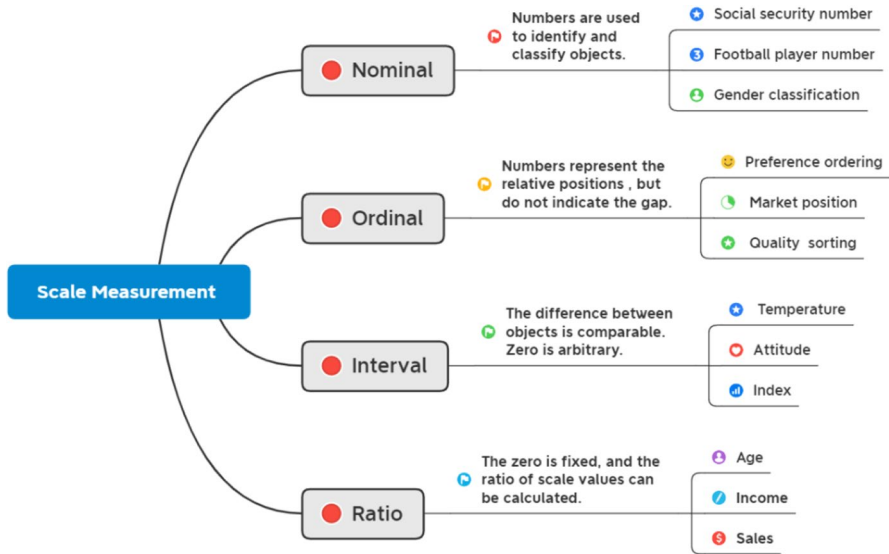 Scale Measurement
Nominal
Numbers are used
to identify and
classify objects.
Social security number
3 Football player number
Gender classification
Ordinal
Numbers represent the
relative positions , but
do not indicate the gap.
Preference ordering
Market position
Quality sorting
Interval
The difference between
objects is comparable.
Zero is arbitrary.
Temperature
Attitude
Index
Ratio
The zero is fixed, and the
ratio of scale values can
be calculated.
Age
Income
$ Sales